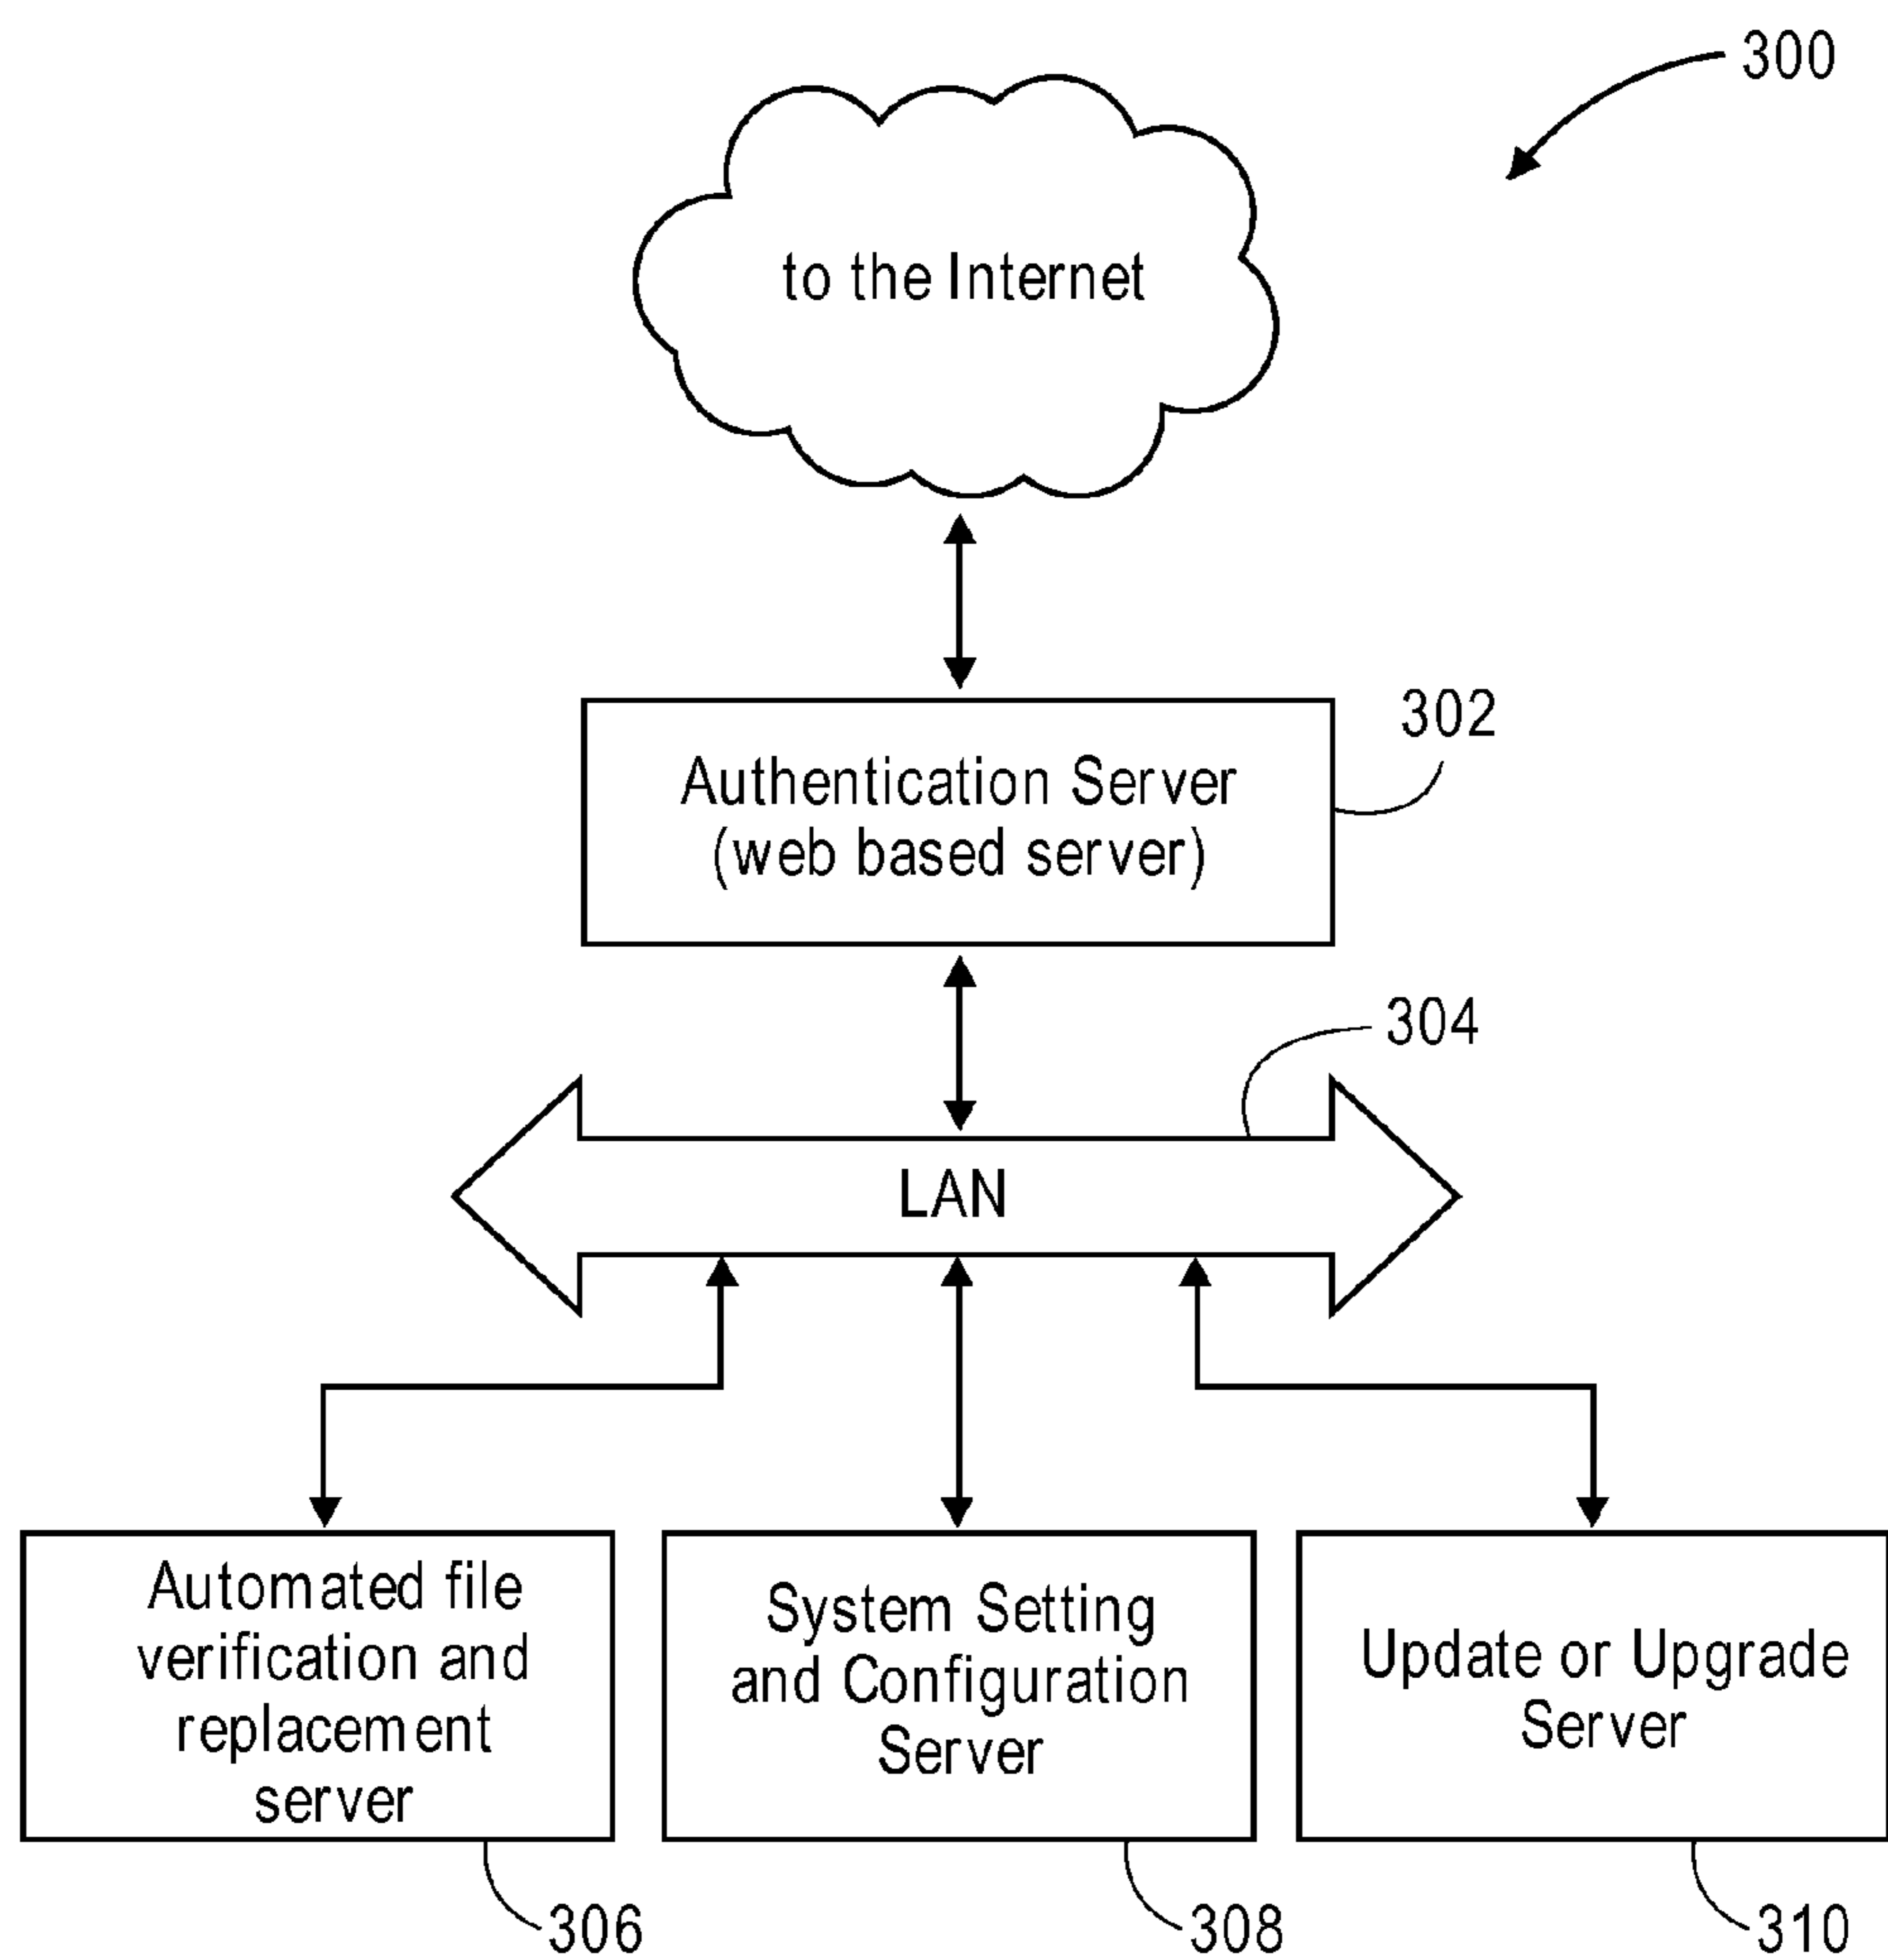 300
to the Internet
302
Authentication Server
(web based server)
304
LAN
Automated file
verification and
replacement
server
System Setting
and Configuration
Server
Update or Upgrade
Server
306
308
310